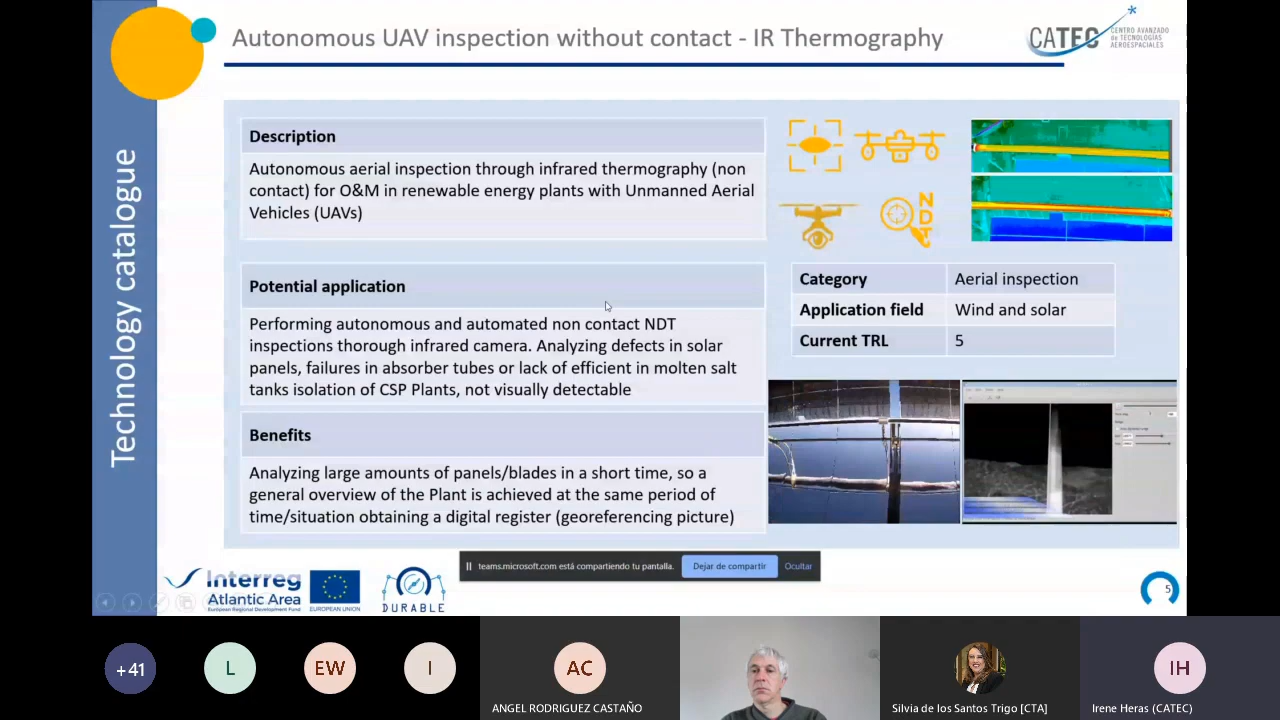 Autonomous UAV inspection without contact - IR Thermography
CATEC
CENTRO AVANZADO
de TECNOLOGÍAS
AEROESPACIALES
Technology catalogue
Description
Autonomous aerial inspection through infrared thermography (non
contact) for O&M in renewable energy plants with Unmanned Aerial
Vehicles (UAVs)
NDT
Category Aerial inspection
Application field Wind and solar
Current TRL 5
Potential application
Performing autonomous and automated non contact NDT
inspections thorough infrared camera. Analyzing defects in solar
panels, failures in absorber tubes or lack of efficient in molten salt
tanks isolation of CSP Plants, not visually detectable
Benefits
Analyzing large amounts of panels/blades in a short time, so a
general overview of the Plant is achieved at the same period of
time/situation obtaining a digital register (georeferencing picture)
teams.microsoft.com está compartiendo tu pantalla. Dejar de compartir Ocultar
Interreg
Atlantic Area
European Regional Development Fund
EUROPEAN UNION
DURABLE
5
+41
L
EW
I
AC
IH
ANGEL RODRIGUEZ CASTAÑO
Silvia de los Santos Trigo [CTA]
Irene Heras (CATEC)